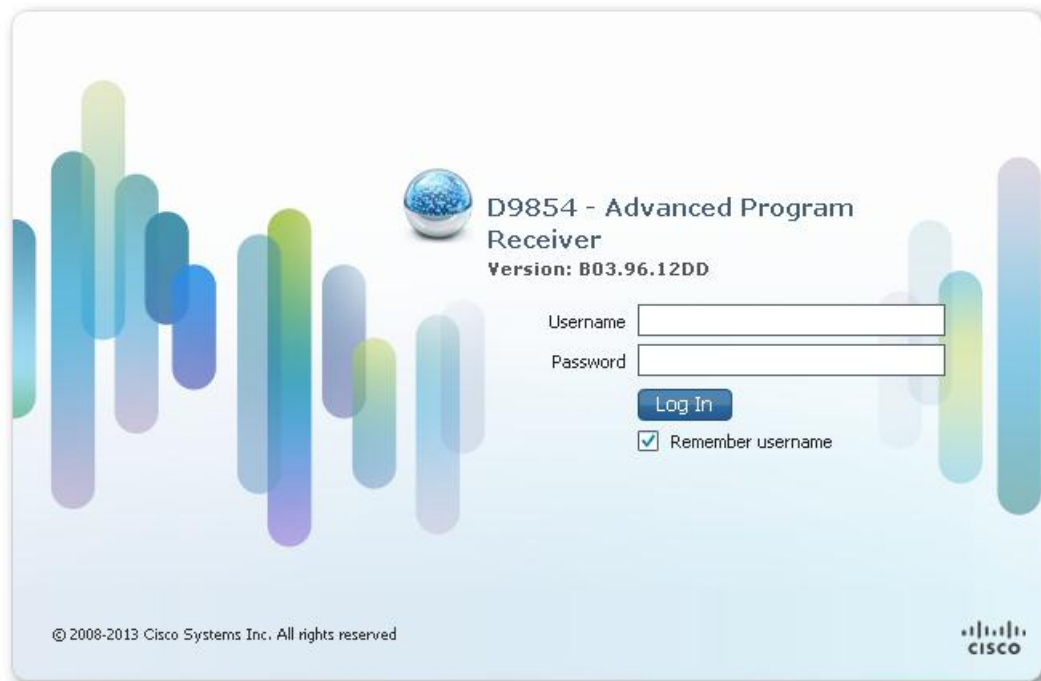 D9854 - Advanced Program
Receiver
Version: B03.96.12DD
Username
Password
Log In
Remember username
© 2008-2013 Cisco Systems Inc. All rights reserved
CISCO